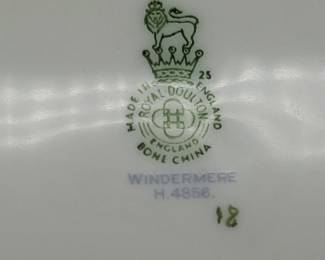 25
MADE IN ENGLAND
ROYAL DOULTON
ENGLAND
BONE CHINA
WINDERMERE
H.4856.
18